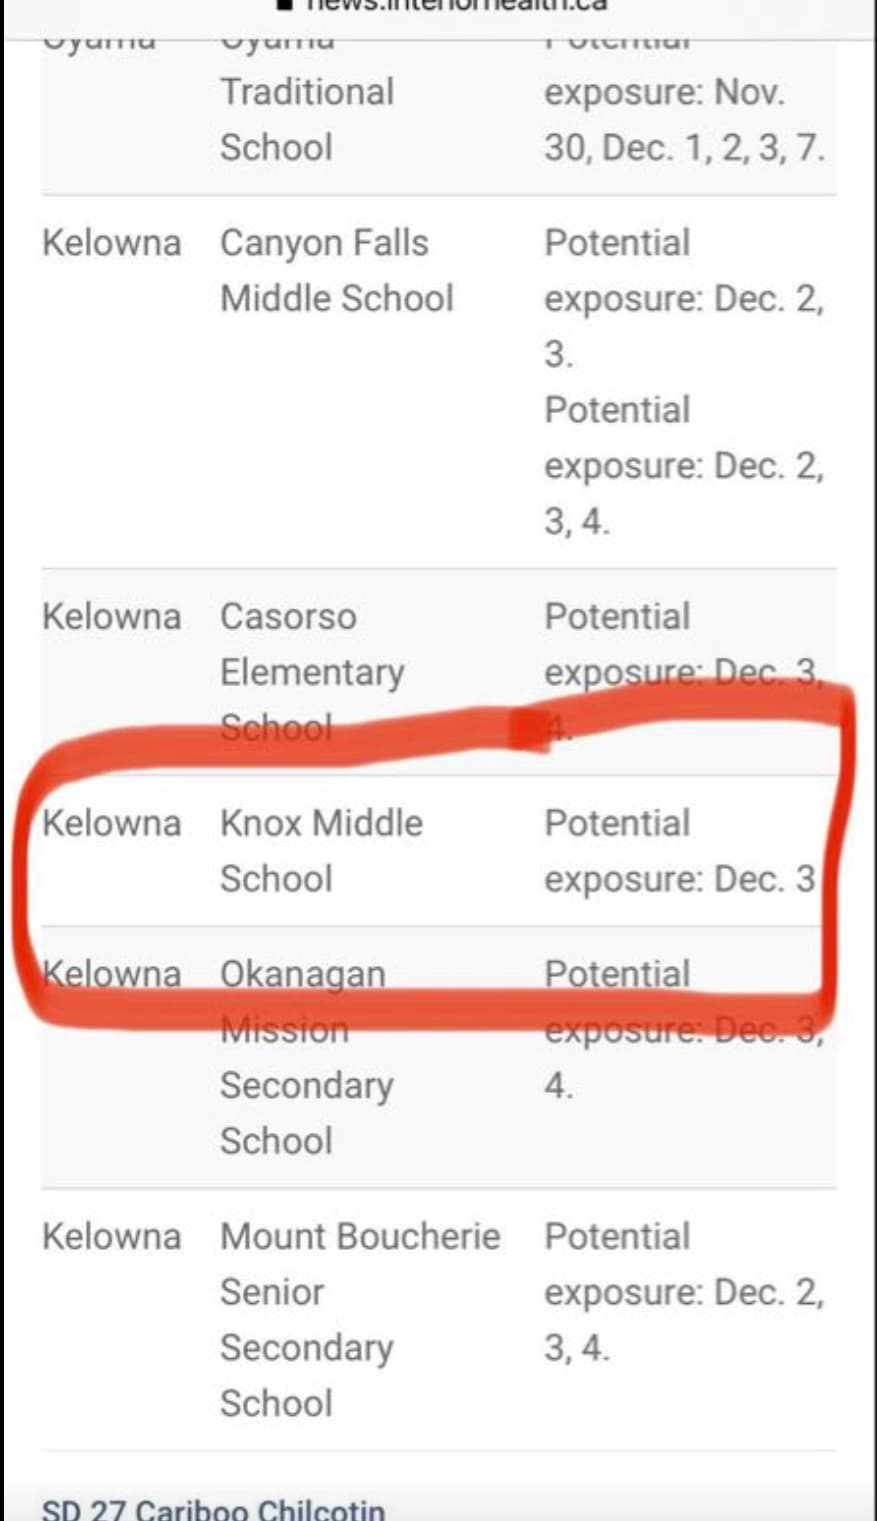 news.interiorhealth.ca
Oyama Oyama Potential
Traditional exposure: Nov.
School 30, Dec. 1, 2, 3, 7.
Kelowna Canyon Falls Potential
Middle School exposure: Dec. 2,
3.
Potential
exposure: Dec. 2,
3, 4.
Kelowna Casorso Potential
Elementary exposure: Dec. 3,
School 4.
Kelowna Knox Middle Potential
School exposure: Dec. 3
Kelowna Okanagan Potential
Mission exposure: Dec. 3,
Secondary 4.
School
Kelowna Mount Boucherie Potential
Senior exposure: Dec. 2,
Secondary 3, 4.
School
SD 27 Cariboo Chilcotin